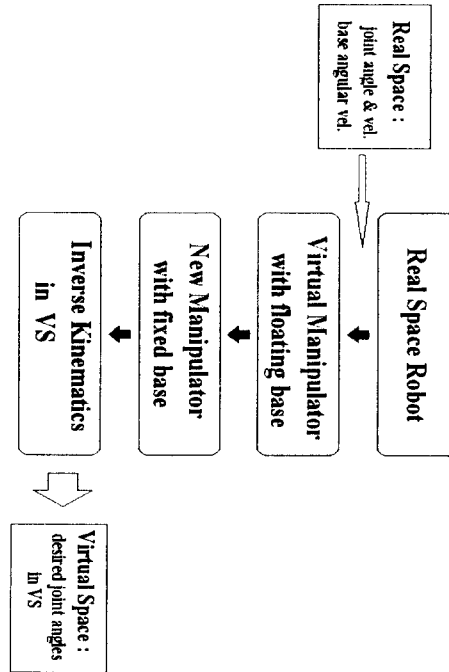 Real Space :
joint angle & vel.
base angular vel.
Real Space Robot
Virtual Manipulator
with floating base
New Manipulator
with fixed base
Inverse Kinematics
in VS
Virtual Space :
desired joint angles
in VS